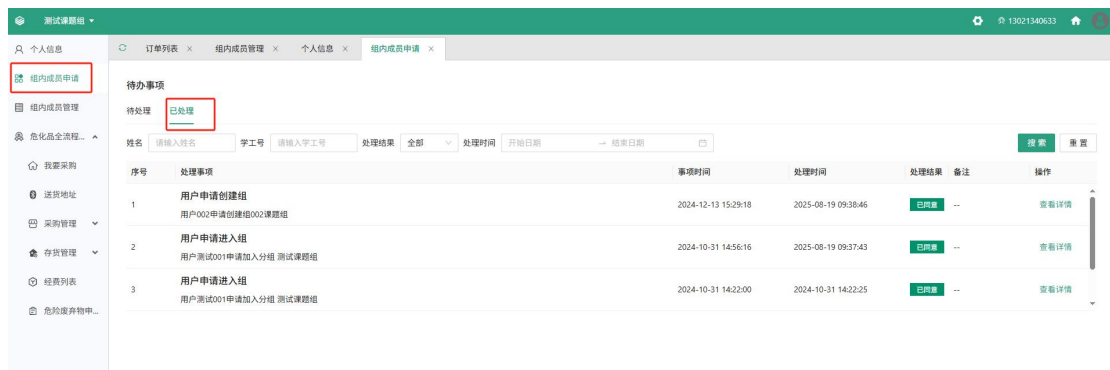 测试课题组
13021340633
个人信息
订单列表 × 组内成员管理 × 个人信息 × 组内成员申请 ×
组内成员申请
组内成员管理
危化品全流程...
我要采购
送货地址
采购管理
存货管理
经费列表
危险废弃物申...
待办事项
待处理 已处理
姓名 请输入姓名 学工号 请输入学工号 处理结果 全部 处理时间 开始日期 → 结束日期 搜索 重置
序号 处理事项 事项时间 处理时间 处理结果 备注 操作
1 用户申请创建组 2024-12-13 15:29:18 2025-08-19 09:38:46 已同意 -- 查看详情
用户002申请创建组002课题组
2 用户申请进入组 2024-10-31 14:56:16 2025-08-19 09:37:43 已同意 -- 查看详情
用户测试001申请加入分组 测试课题组
3 用户申请进入组 2024-10-31 14:22:00 2024-10-31 14:22:25 已同意 -- 查看详情
用户测试001申请加入分组 测试课题组